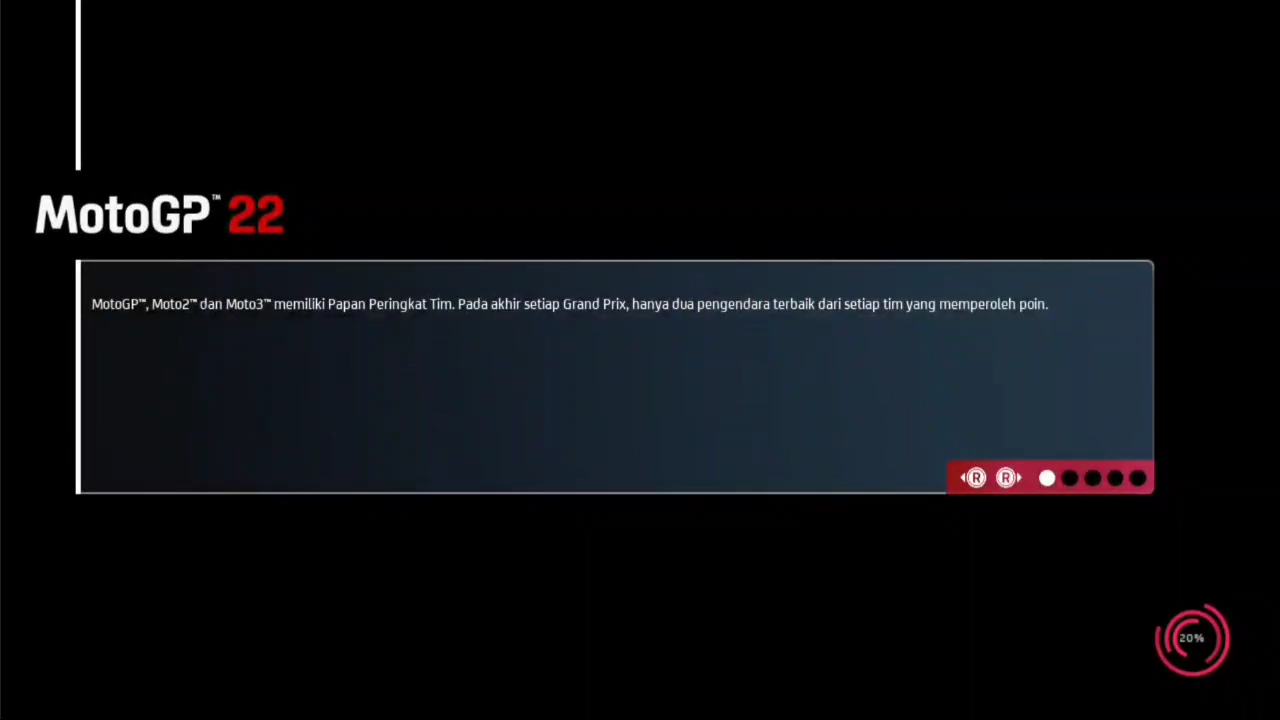 MotoGP™ 22
MotoGP™, Moto2™ dan Moto3™ memiliki Papan Peringkat Tim. Pada akhir setiap Grand Prix, hanya dua pengendara terbaik dari setiap tim yang memperoleh poin.
R R
20%